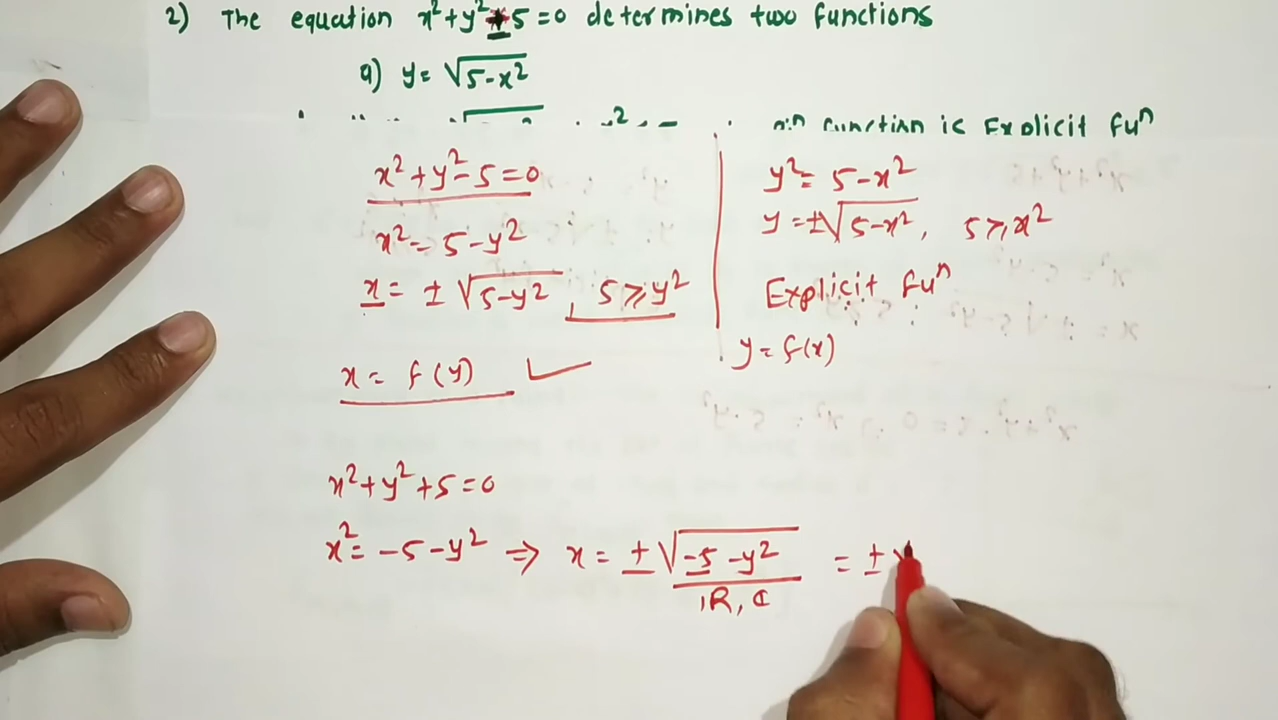 2) The equation x²+y²-5=0 determines two functions
a) y= √5-x²
function is Explicit Fuⁿ
x²+y²-5=0
x²= 5-y²
x= ± √5-y² , 5⩾y²
x= f(y) ✓
y²= 5-x²
y=±√5-x² , 5⩾x²
Explicit Fuⁿ
y= f(x)
x²+y²+5=0
x²= -5-y² ⇒ x= ±√-5-y² = ± √
IR, ₵